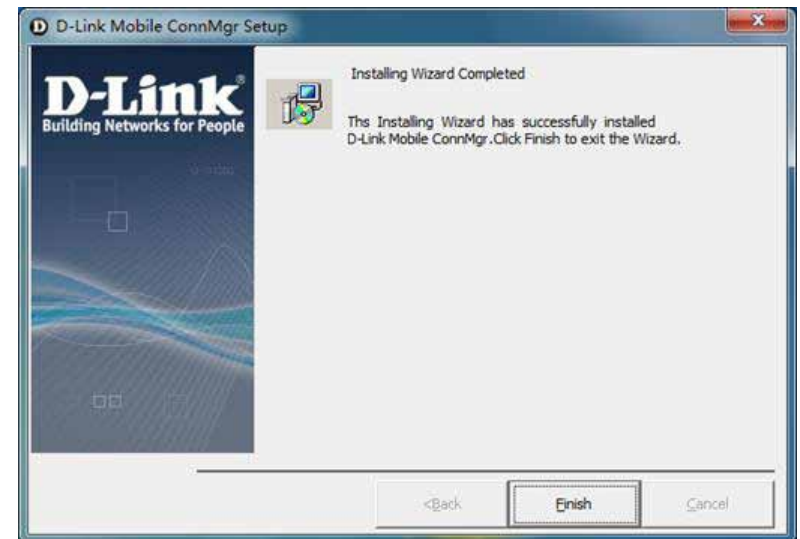 D-Link Mobile ConnMgr Setup
D-Link®
Building Networks for People
Installing Wizard Completed
Ths Installing Wizard has successfully installed
D-Link Mobile ConnMgr.Click Finish to exit the Wizard.
<Back
Finish
Cancel